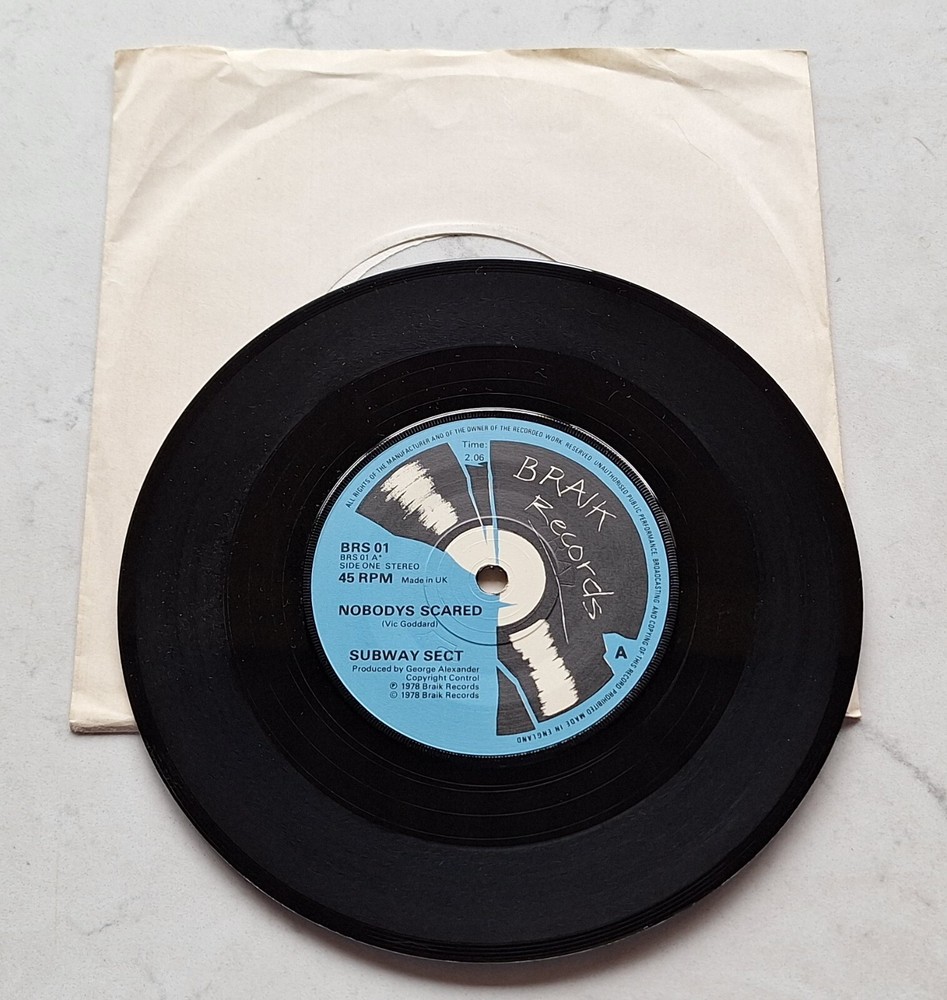 ALL RIGHTS OF THE MANUFACTURER AND OF THE OWNER OF THE RECORDED WORK RESERVED. UNAUTHORISED PUBLIC PERFORMANCE, BROADCASTING AND COPYING OF THIS RECORD PROHIBITED MADE IN ENGLAND
Time:
2.06
BRAIK
Records
BRS 01
BRS 01 A*
SIDE ONE STEREO
45 RPM Made in UK
NOBODYS SCARED
(Vic Goddard)
SUBWAY SECT
A
Produced by George Alexander
Copyright Control
℗ 1978 Braik Records
© 1978 Braik Records